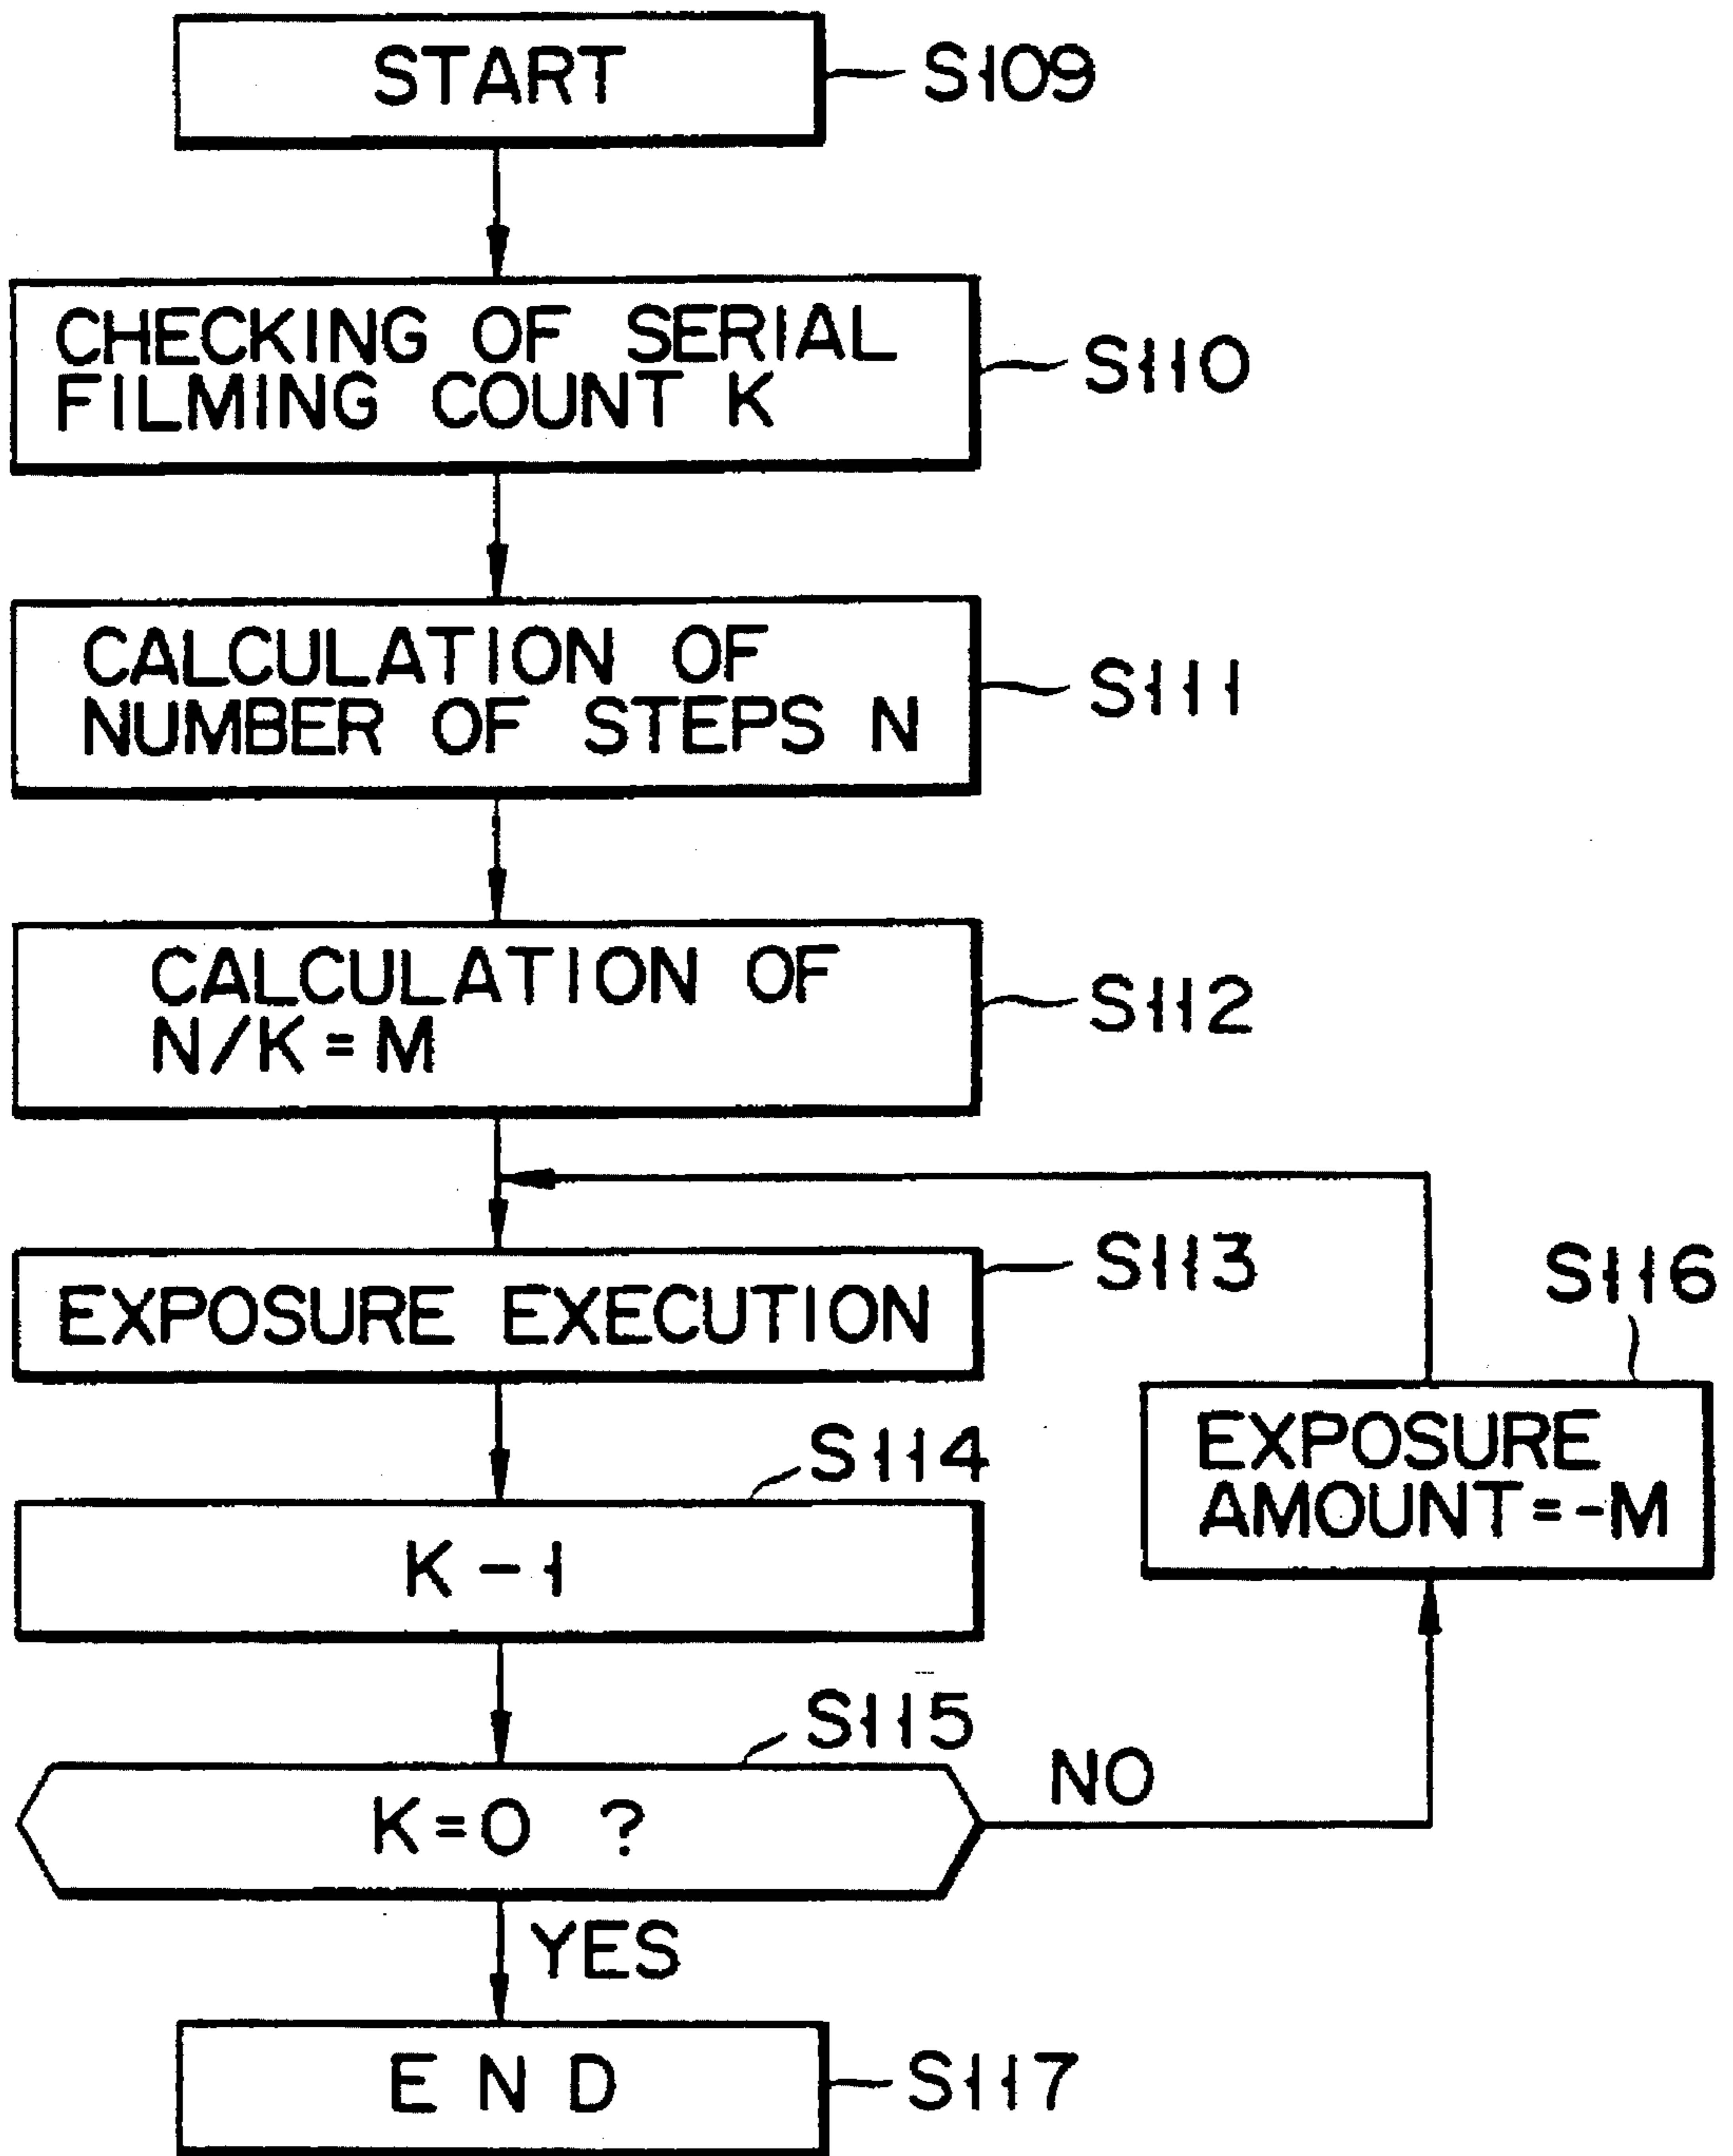 START
S109
CHECKING OF SERIAL
FILMING COUNT K
S110
CALCULATION OF
NUMBER OF STEPS N
S111
CALCULATION OF
N/K=M
S112
EXPOSURE EXECUTION
S113
S116
EXPOSURE
AMOUNT=-M
S114
K-1
S115
K=0 ?
NO
YES
END
S117